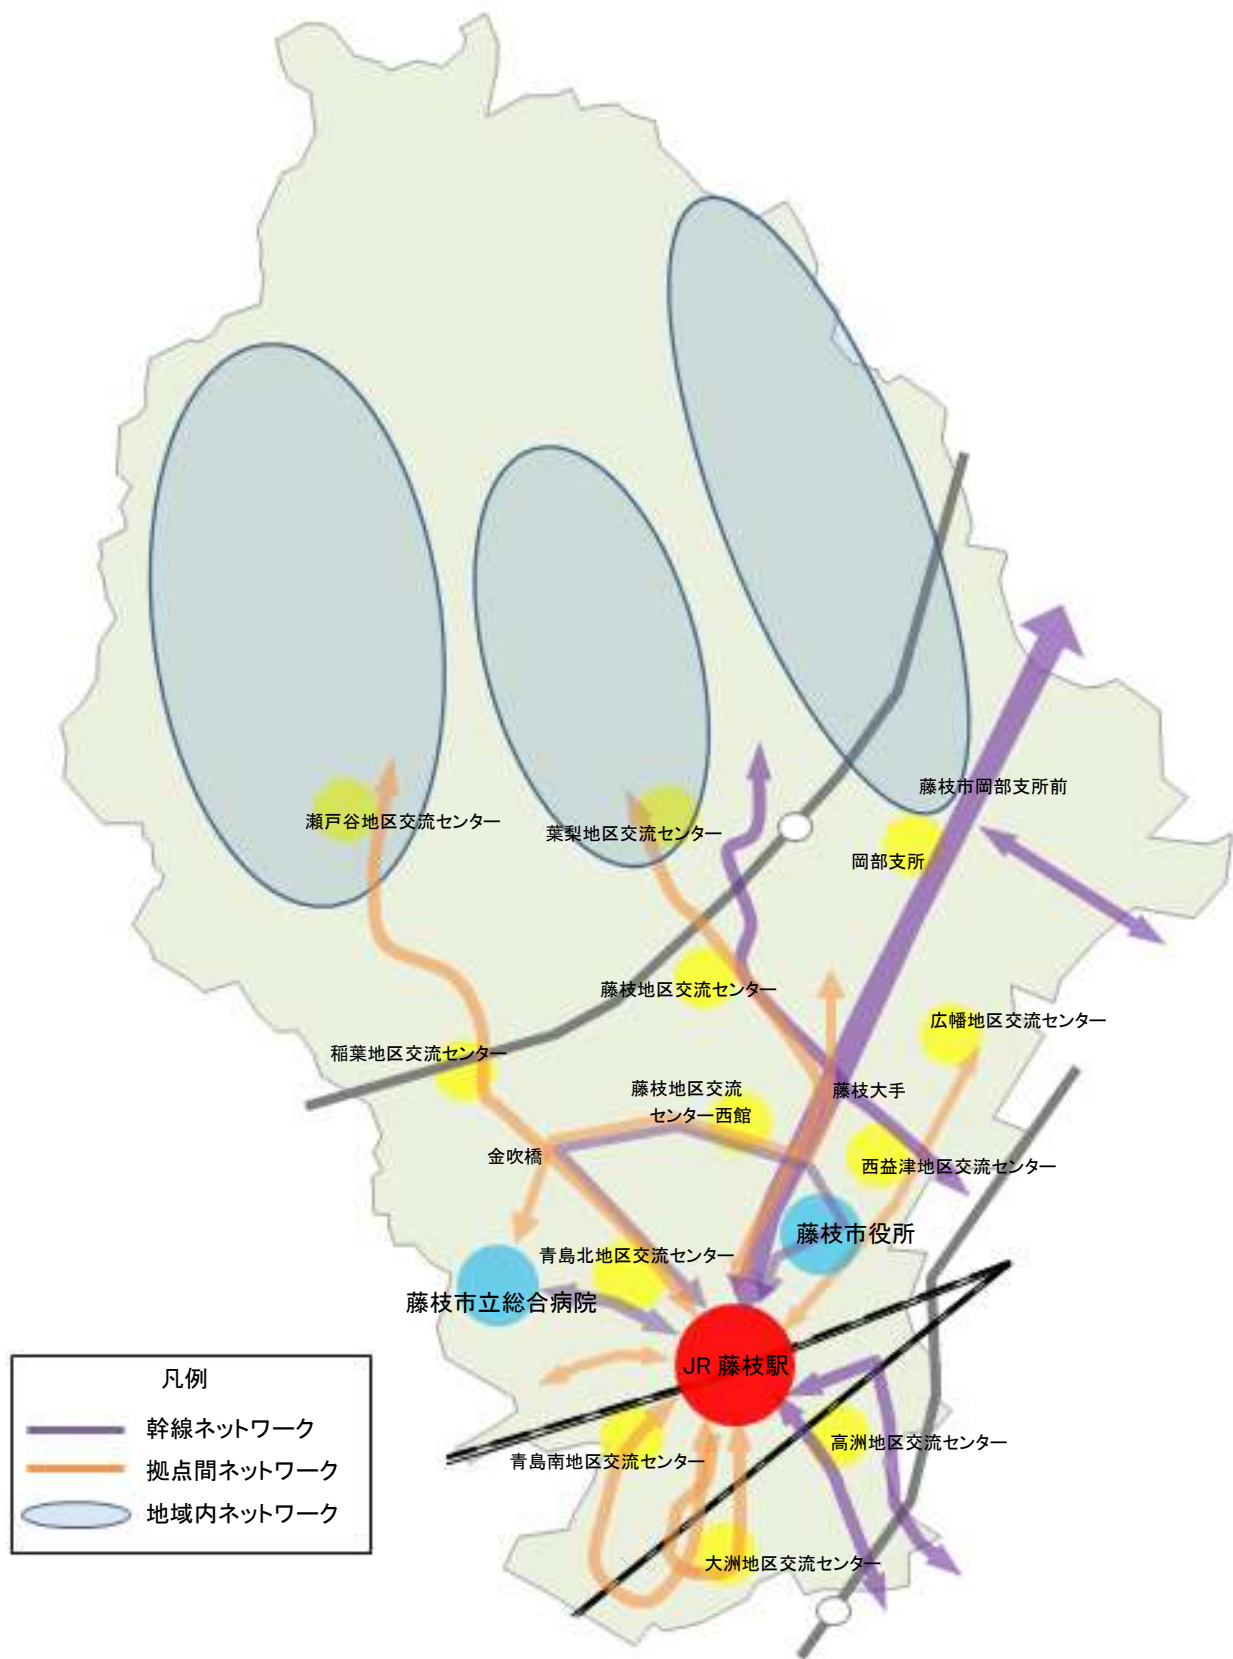 藤枝市岡部支所前
瀬戸谷地区交流センター
葉梨地区交流センター
岡部支所
藤枝地区交流センター
広幡地区交流センター
稲葉地区交流センター
藤枝地区交流
センター西館
藤枝大手
金吹橋
西益津地区交流センター
藤枝市役所
青島北地区交流センター
藤枝市立総合病院
JR 藤枝駅
高洲地区交流センター
青島南地区交流センター
大洲地区交流センター
凡例
幹線ネットワーク
拠点間ネットワーク
地域内ネットワーク